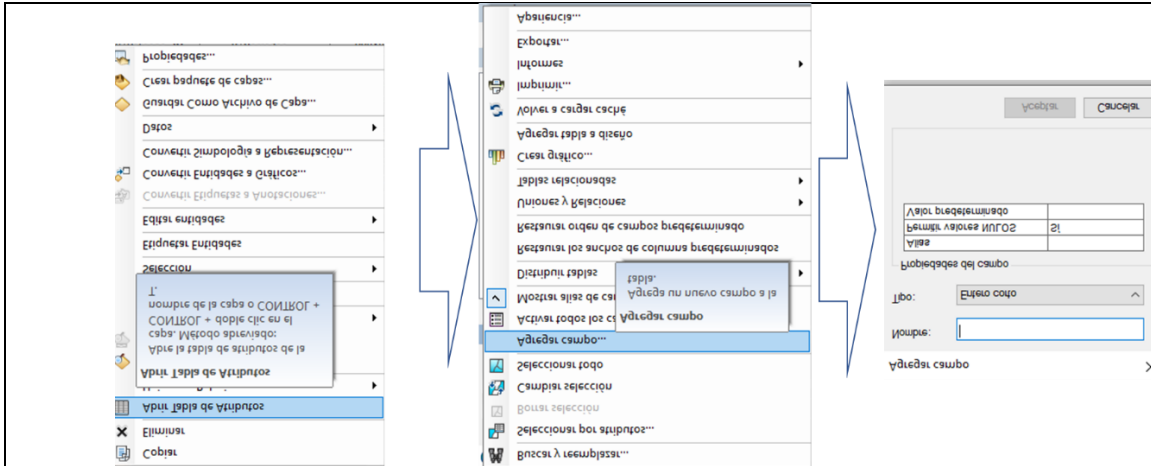 Copiar
Eliminar
Abrir Tabla de Atributos
Abrir Tabla de Atributos
Abre la tabla de atributos de la
capa. Método abreviado:
CONTROL + doble clic en el
nombre de la capa o CONTROL +
T.
Selección
Etiquetar Entidades
Editar entidades
Convertir Etiquetas a Anotaciones...
Convertir Entidades a Gráficos...
Convertir Simbología a Representación...
Datos
Guardar Como Archivo de Capa...
Crear paquete de capas...
Propiedades...
Buscar y reemplazar...
Seleccionar por atributos...
Borrar selección
Cambiar selección
Seleccionar todo
Agregar campo...
Activar todos los
Mostrar alias de
Agregar campo
Agrega un nuevo campo a la
tabla.
Distribuir tablas
Restaurar los anchos de columna predeterminados
Restaurar orden de campos predeterminado
Uniones y Relaciones
Tablas relacionadas
Crear gráfico...
Agregar tabla a diseño
Volver a cargar caché
Imprimir...
Informes
Exportar...
Apariencia...
Agregar campo
Nombre:
Tipo: Entero corto
Propiedades del campo
Alias
Permitir valores NULOS Sí
Valor predeterminado
Aceptar Cancelar